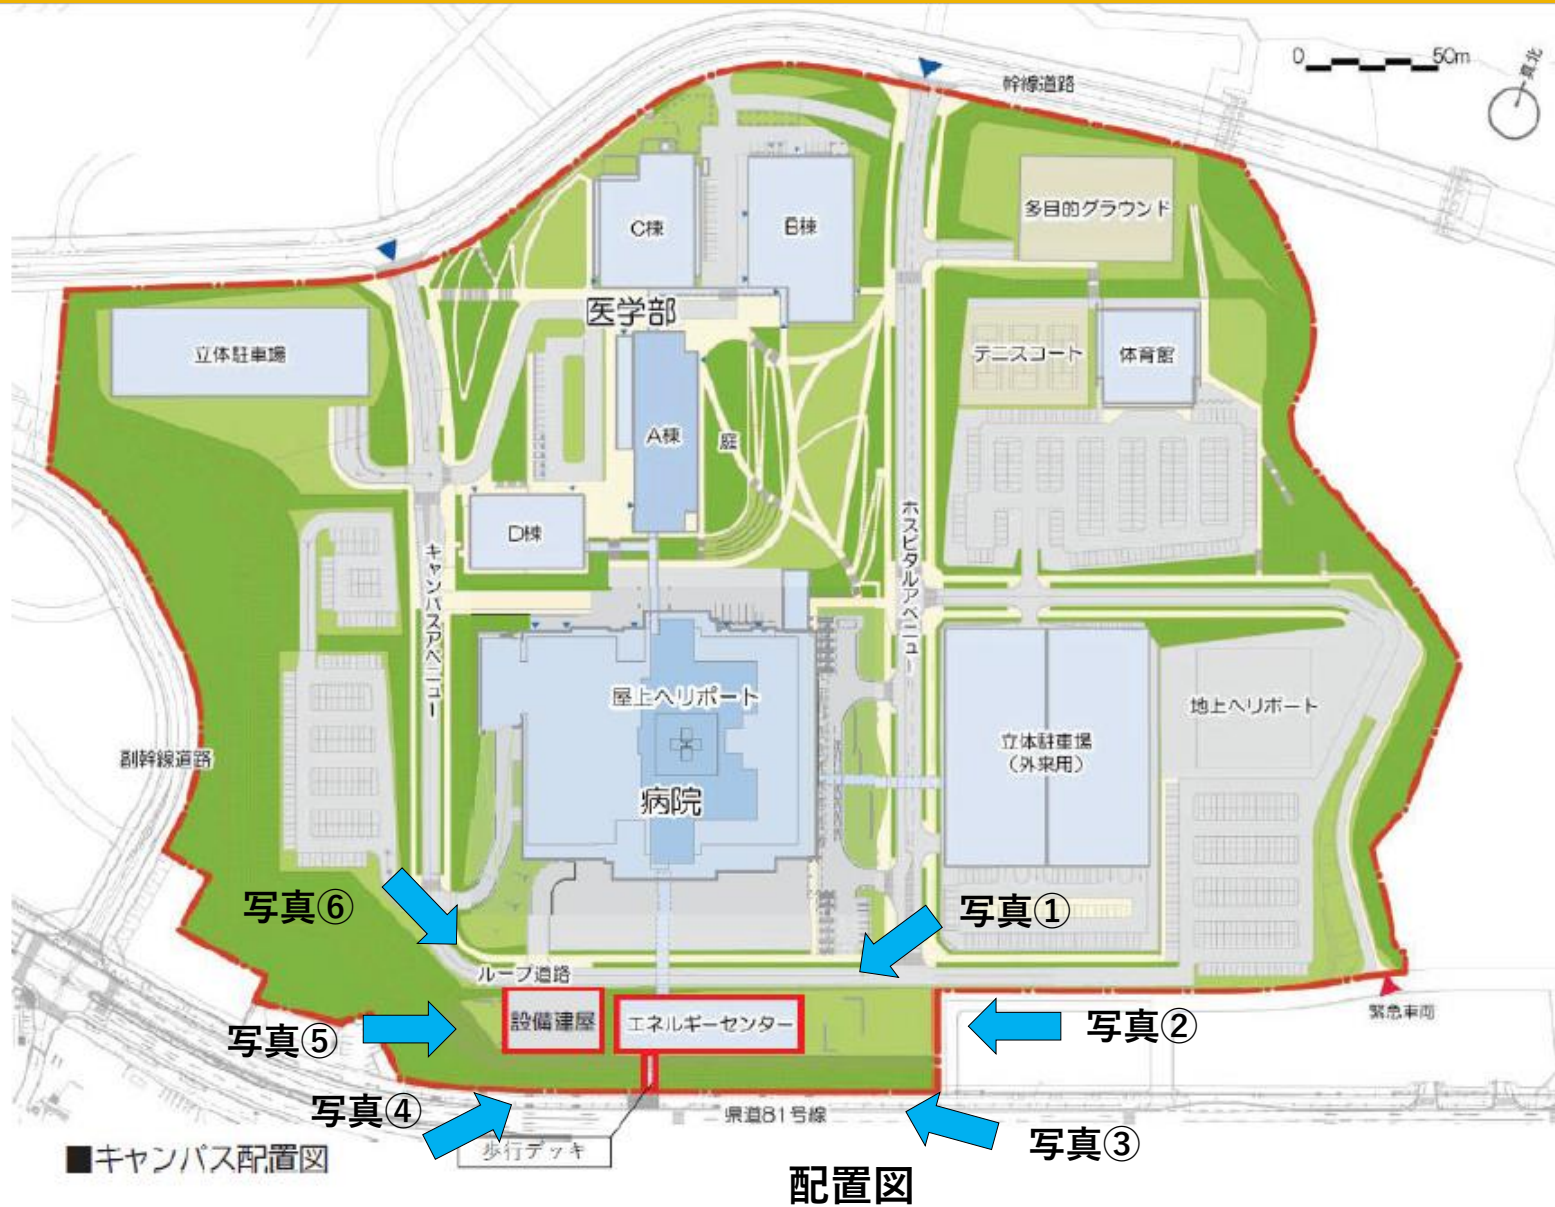 0 50m
真北
幹線道路
多目的グラウンド
C棟
B棟
医学部
立体駐車場
テニスコート
体育館
A棟
庭
D棟
キャンパスアベニュー
ホスピタルアベニュー
屋上ヘリポート
病院
立体駐車場
(外来用)
地上ヘリポート
副幹線道路
写真⑥
写真①
ループ道路
設備建屋
エネルギーセンター
写真⑤
写真②
緊急車両
写真④
県道81号線
写真③
歩行デッキ
■キャンパス配置図
配置図